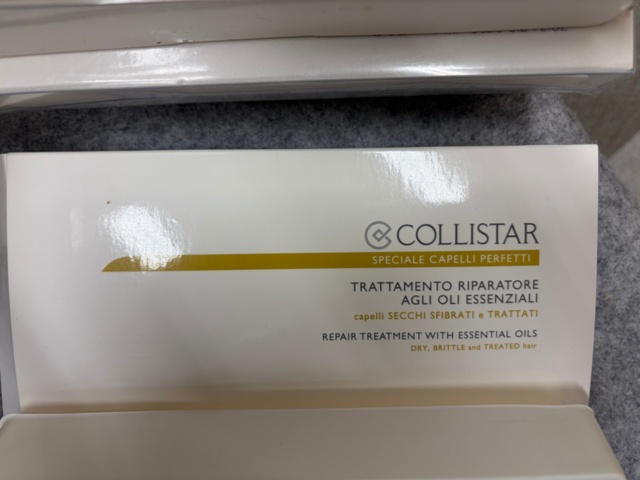 COLLISTAR
SPECIALE CAPELLI PERFETTI
TRATTAMENTO RIPARATORE
AGLI OLI ESSENZIALI
capelli SECCHI SFIBRATI e TRATTATI
REPAIR TREATMENT WITH ESSENTIAL OILS
DRY, BRITTLE and TREATED hair